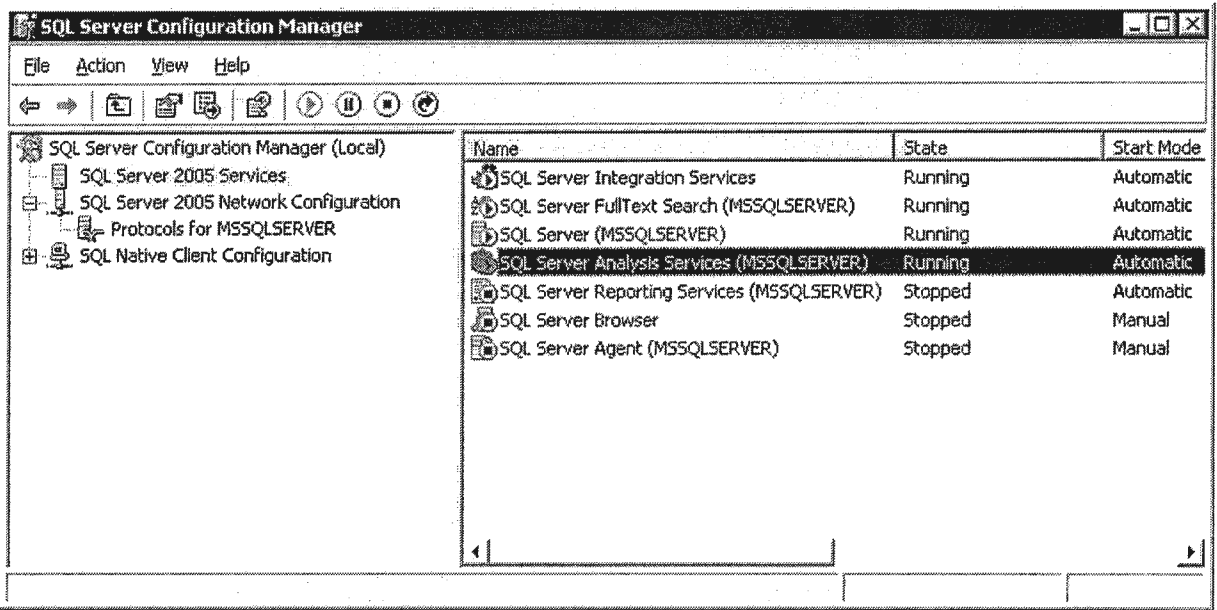 SQL Server Configuration Manager
File Action View Help
SQL Server Configuration Manager (Local)
SQL Server 2005 Services
SQL Server 2005 Network Configuration
Protocols for MSSQLSERVER
SQL Native Client Configuration
Name State Start Mode
SQL Server Integration Services Running Automatic
SQL Server FullText Search (MSSQLSERVER) Running Automatic
SQL Server (MSSQLSERVER) Running Automatic
SQL Server Analysis Services (MSSQLSERVER) Running Automatic
SQL Server Reporting Services (MSSQLSERVER) Stopped Automatic
SQL Server Browser Stopped Manual
SQL Server Agent (MSSQLSERVER) Stopped Manual